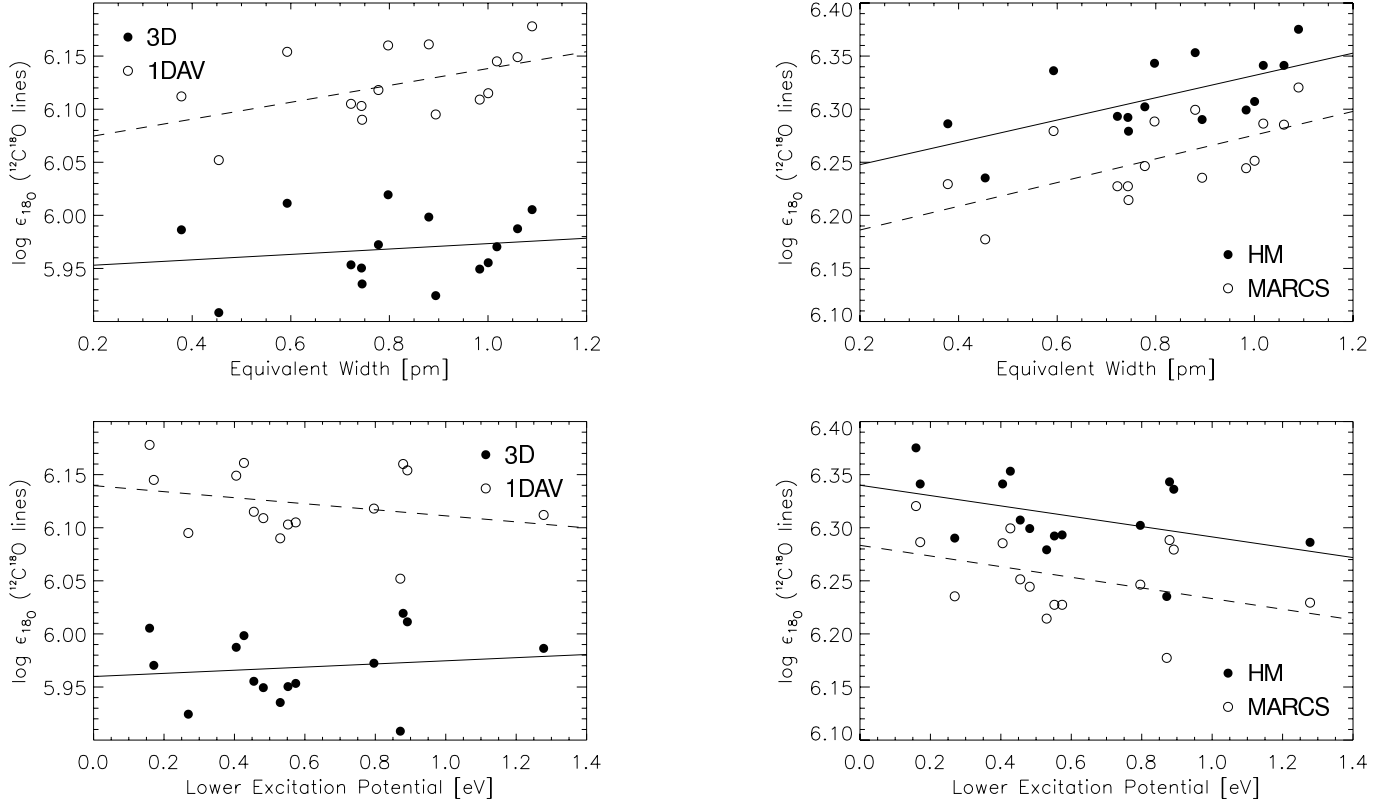 log ϵ₁₈O (¹²C¹⁸O lines)
6.15
6.10
6.05
6.00
5.95
3D
1DAV
0.2 0.4 0.6 0.8 1.0 1.2
Equivalent Width [pm]
log ϵ₁₈O (¹²C¹⁸O lines)
6.40
6.35
6.30
6.25
6.20
6.15
6.10
HM
MARCS
0.2 0.4 0.6 0.8 1.0 1.2
Equivalent Width [pm]
log ϵ₁₈O (¹²C¹⁸O lines)
6.15
6.10
6.05
6.00
5.95
3D
1DAV
0.0 0.2 0.4 0.6 0.8 1.0 1.2 1.4
Lower Excitation Potential [eV]
log ϵ₁₈O (¹²C¹⁸O lines)
6.40
6.35
6.30
6.25
6.20
6.15
6.10
HM
MARCS
0.0 0.2 0.4 0.6 0.8 1.0 1.2 1.4
Lower Excitation Potential [eV]